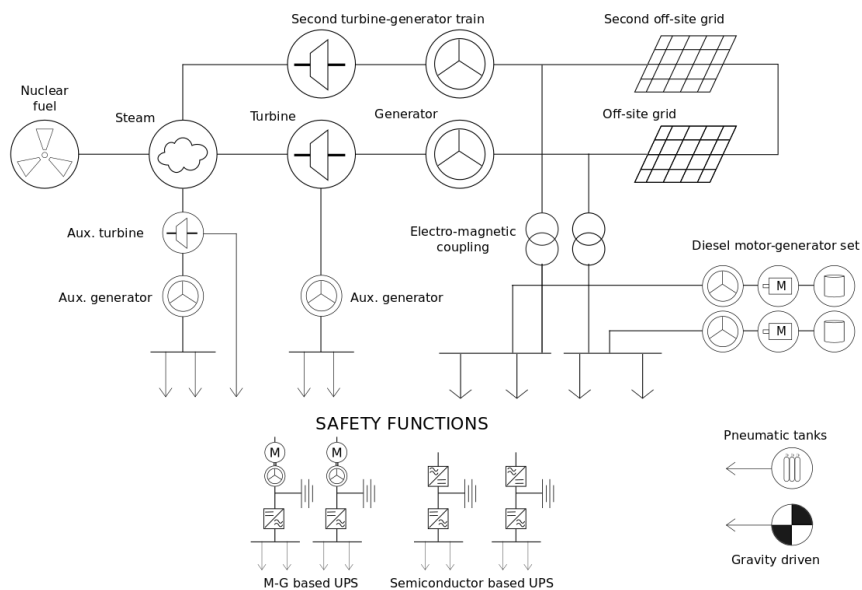 Second turbine-generator train
Second off-site grid
Nuclear
fuel
Steam
Turbine
Generator
Off-site grid
Aux. turbine
Electro-magnetic
coupling
Diesel motor-generator set
Aux. generator
Aux. generator
M
M
SAFETY FUNCTIONS
M
M
Pneumatic tanks
Gravity driven
M-G based UPS
Semiconductor based UPS